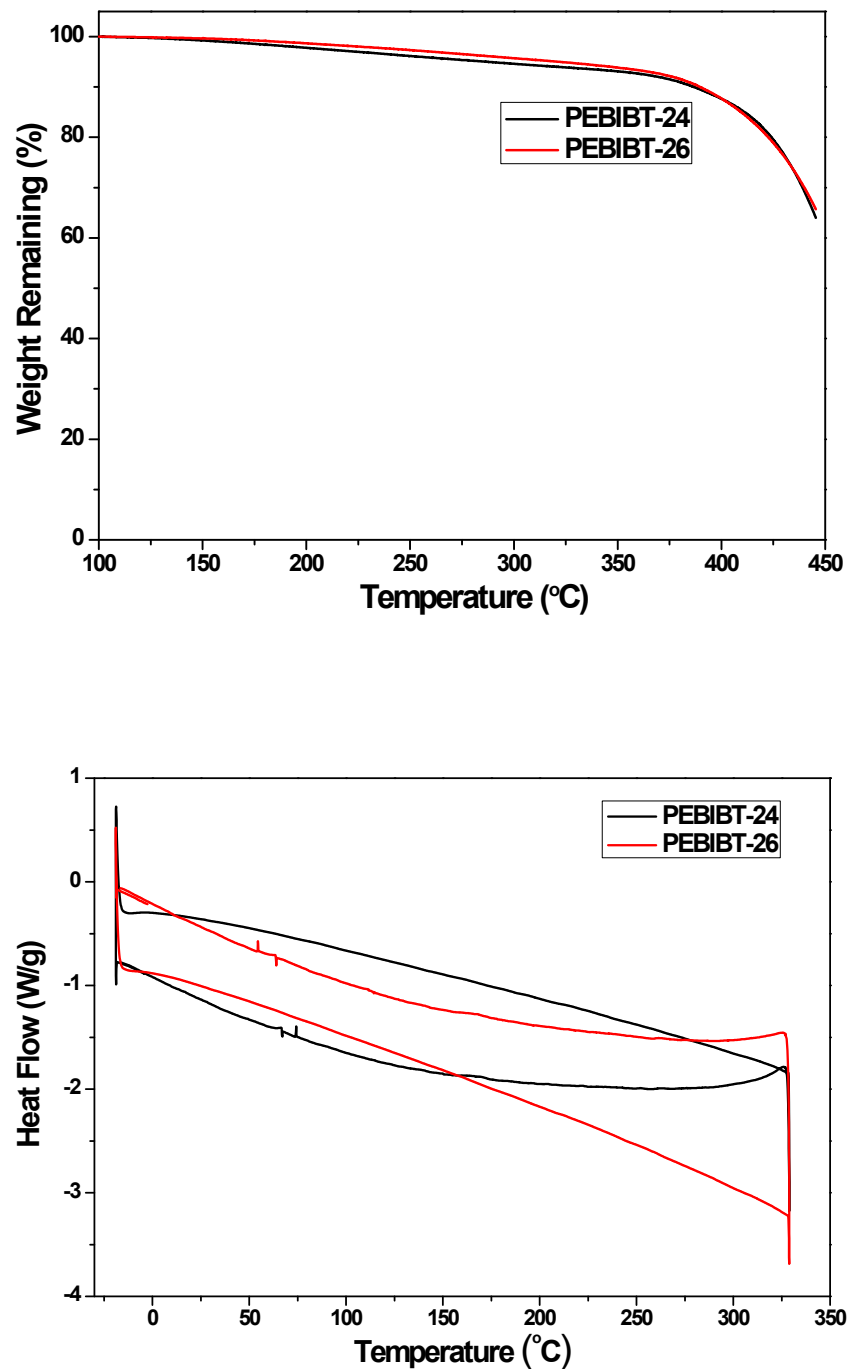 100
80
60
40
20
0
Weight Remaining (%)
PEBIBT-24
PEBIBT-26
100 150 200 250 300 350 400 450
Temperature (ºC)
1
0
-1
-2
-3
-4
Heat Flow (W/g)
PEBIBT-24
PEBIBT-26
0 50 100 150 200 250 300 350
Temperature (°C)